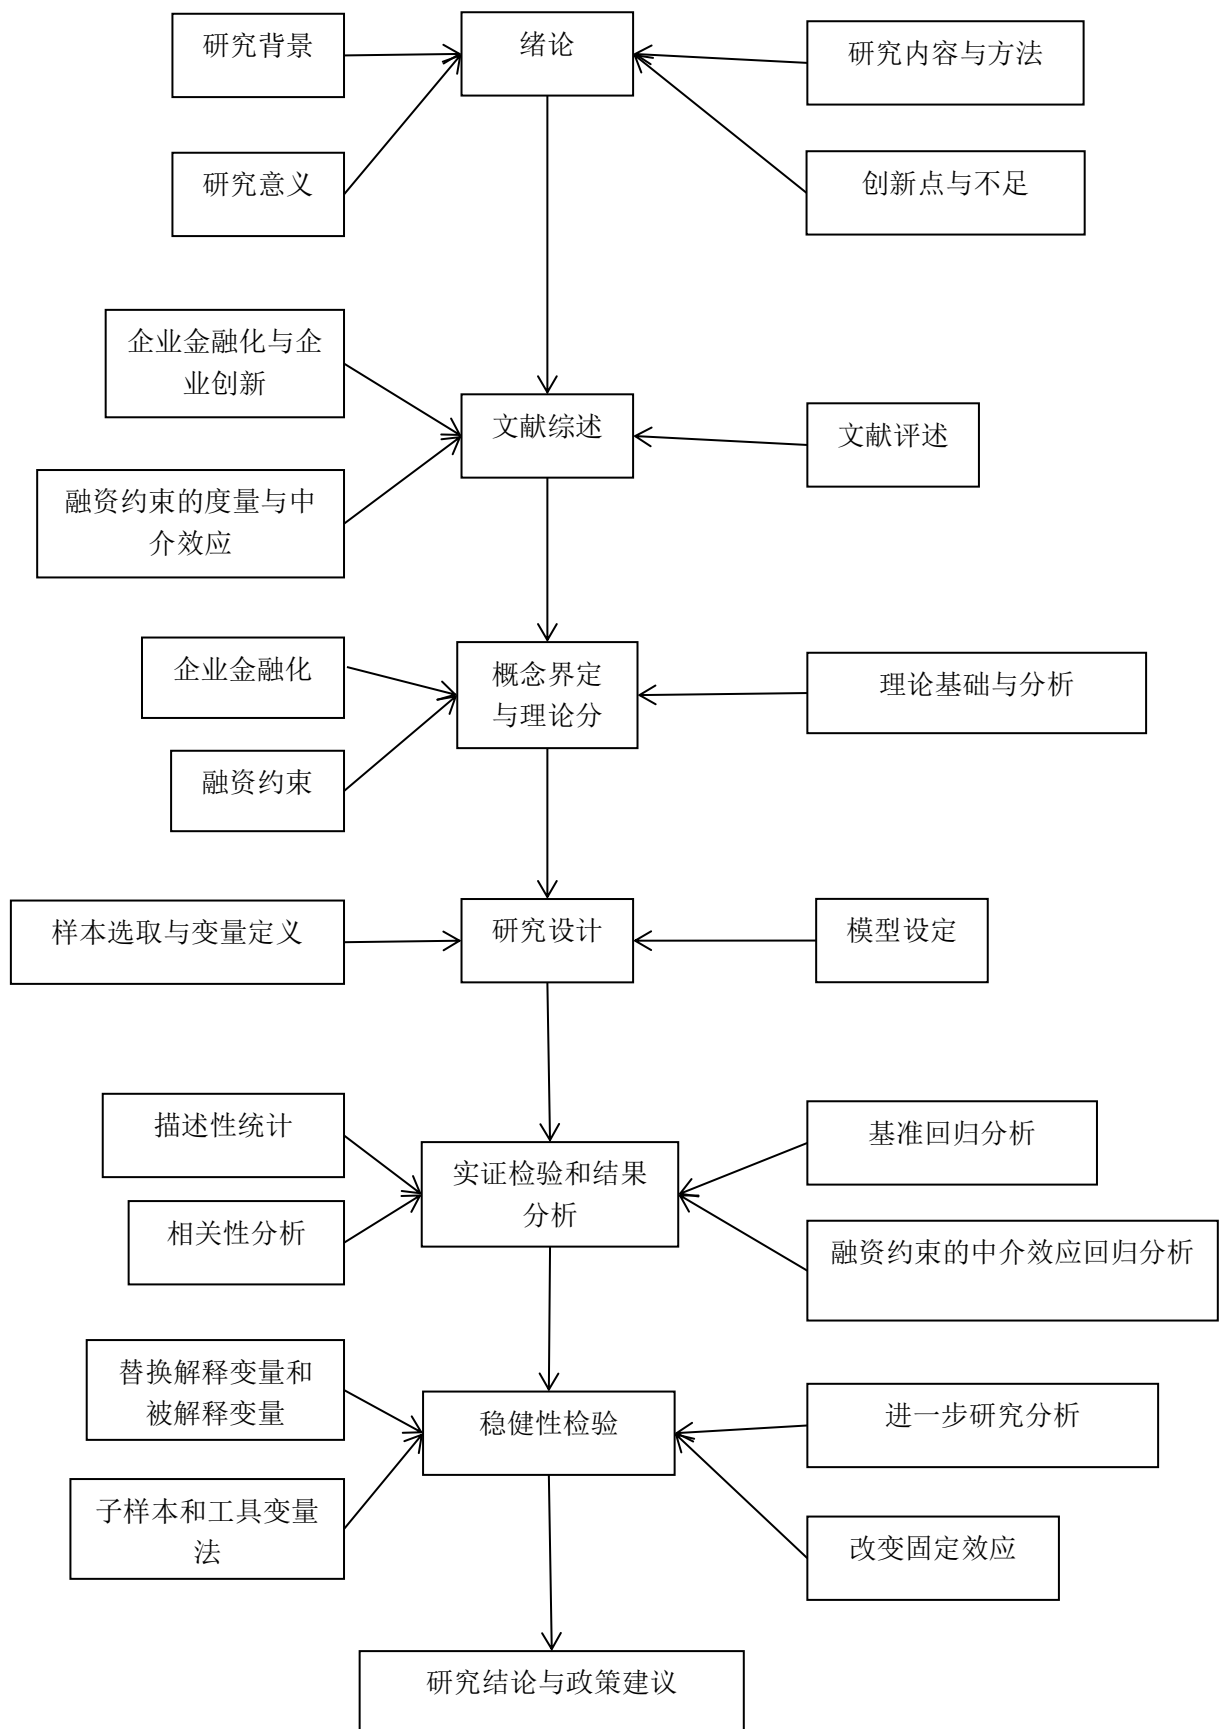 研究背景
绪论
研究内容与方法
研究意义
创新点与不足
企业金融化与企
业创新
文献综述
文献评述
融资约束的度量与中
介效应
企业金融化
概念界定
与理论分
理论基础与分析
融资约束
样本选取与变量定义
研究设计
模型设定
描述性统计
基准回归分析
实证检验和结果
分析
相关性分析
融资约束的中介效应回归分析
替换解释变量和
被解释变量
稳健性检验
进一步研究分析
子样本和工具变量
法
改变固定效应
研究结论与政策建议